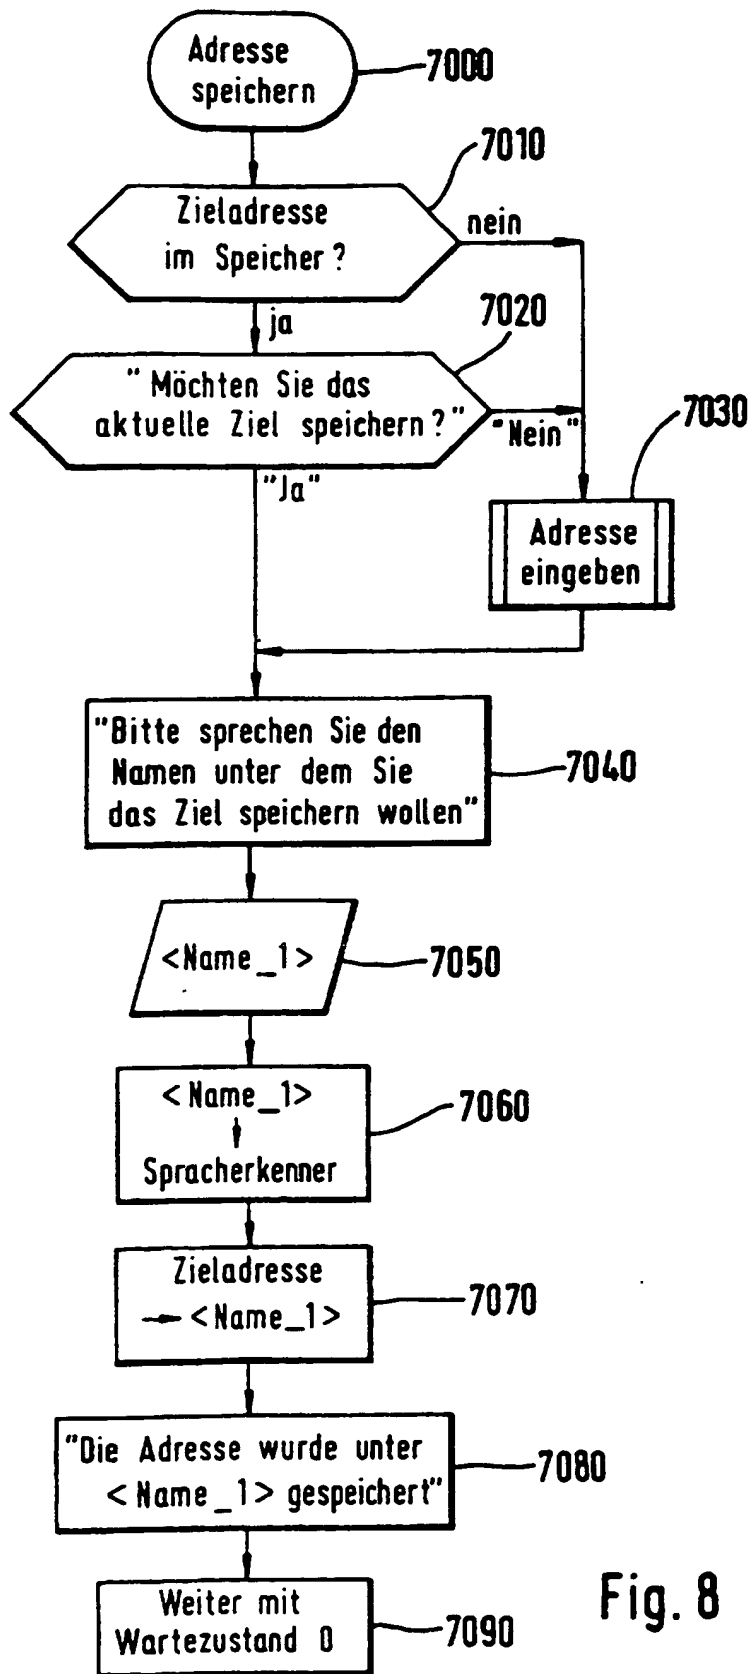 Adresse
speichern
7000
7010
Zieladresse
im Speicher?
nein
ja
7020
"Möchten Sie das
aktuelle Ziel speichern?"
"Nein"
7030
"Ja"
Adresse
eingeben
"Bitte sprechen Sie den
Namen unter dem Sie
das Ziel speichern wollen"
7040
<Name_1>
7050
<Name_1>
Spracherkenner
7060
Zieladresse
→ <Name_1>
7070
"Die Adresse wurde unter
<Name_1> gespeichert"
7080
Weiter mit
Wartezustand 0
7090
Fig. 8